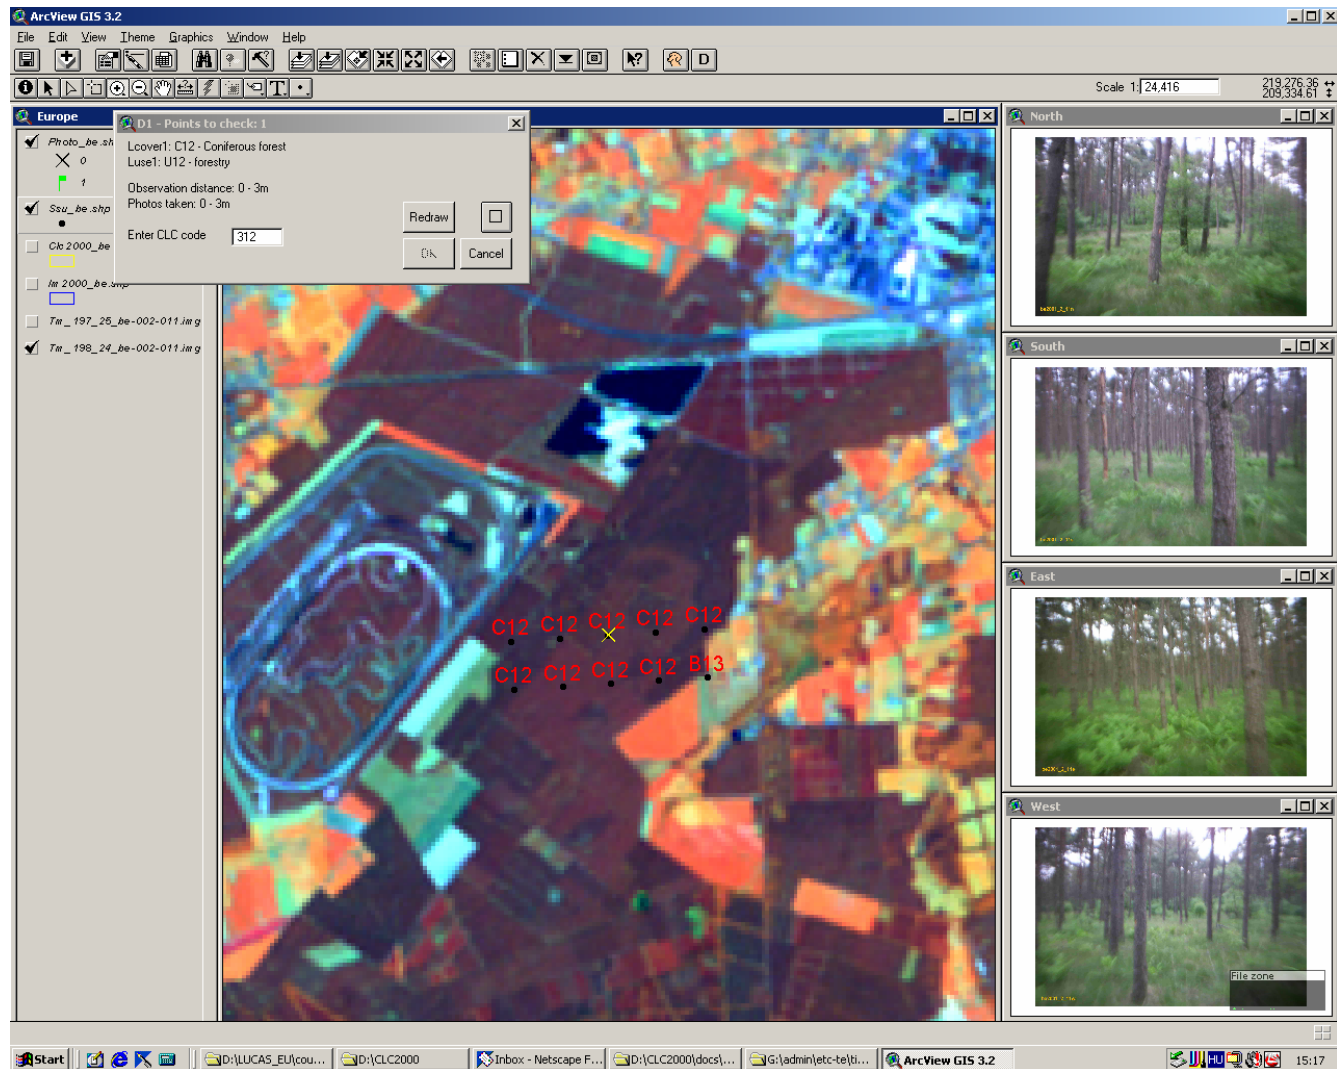 ArcView GIS 3.2
File Edit View Theme Graphics Window Help
D
T
Scale 1: 24,416
219,276.36
209,334.61
Europe
Photo_be.sh
0
1
Ssu_be.shp
Clc 2000_be
Im 2000_be.shp
Tm_197_25_be-002-011.img
Tm_198_24_be-002-011.img
D1 - Points to check: 1
Lcover1: C12 - Coniferous forest
Luse1: U12 - forestry
Observation distance: 0 - 3m
Photos taken: 0 - 3m
Enter CLC code 312
Redraw
Ok Cancel
C12 C12 C12 C12 C12
C12 C12 C12 C12 B13
North
South
East
West
File zone
Start
D:\LUCAS_EU\cou...
D:\CLC2000
Inbox - Netscape F...
D:\CLC2000\docs\...
G:\admin\etc-te\ti...
ArcView GIS 3.2
HU
15:17